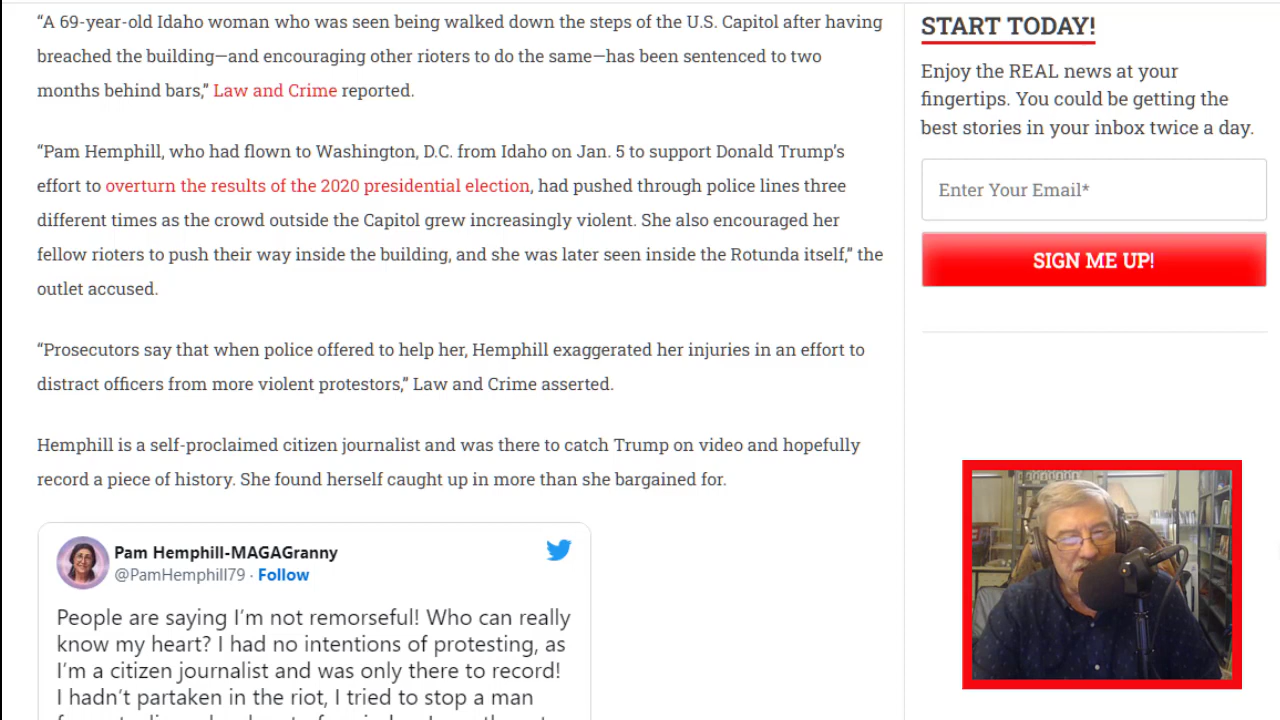 “A 69-year-old Idaho woman who was seen being walked down the steps of the U.S. Capitol after having
breached the building—and encouraging other rioters to do the same—has been sentenced to two
months behind bars,” Law and Crime reported.
“Pam Hemphill, who had flown to Washington, D.C. from Idaho on Jan. 5 to support Donald Trump’s
effort to overturn the results of the 2020 presidential election, had pushed through police lines three
different times as the crowd outside the Capitol grew increasingly violent. She also encouraged her
fellow rioters to push their way inside the building, and she was later seen inside the Rotunda itself,” the
outlet accused.
“Prosecutors say that when police offered to help her, Hemphill exaggerated her injuries in an effort to
distract officers from more violent protestors,” Law and Crime asserted.
Hemphill is a self-proclaimed citizen journalist and was there to catch Trump on video and hopefully
record a piece of history. She found herself caught up in more than she bargained for.
Pam Hemphill-MAGAGranny
@PamHemphill79 · Follow
People are saying I’m not remorseful! Who can really
know my heart? I had no intentions of protesting, as
I’m a citizen journalist and was only there to record!
I hadn’t partaken in the riot, I tried to stop a man
START TODAY!
Enjoy the REAL news at your
fingertips. You could be getting the
best stories in your inbox twice a day.
Enter Your Email*
SIGN ME UP!